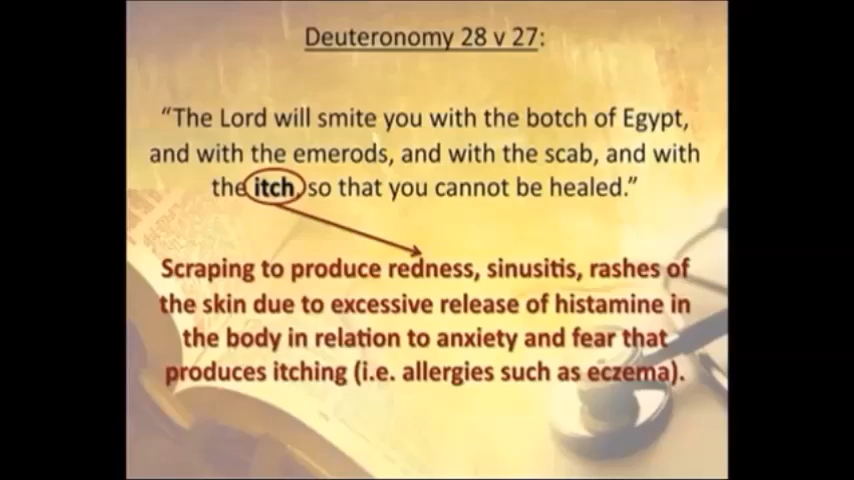 Deuteronomy 28 v 27:
“The Lord will smite you with the botch of Egypt,
and with the emerods, and with the scab, and with
the itch, so that you cannot be healed.”
Scraping to produce redness, sinusitis, rashes of
the skin due to excessive release of histamine in
the body in relation to anxiety and fear that
produces itching (i.e. allergies such as eczema).